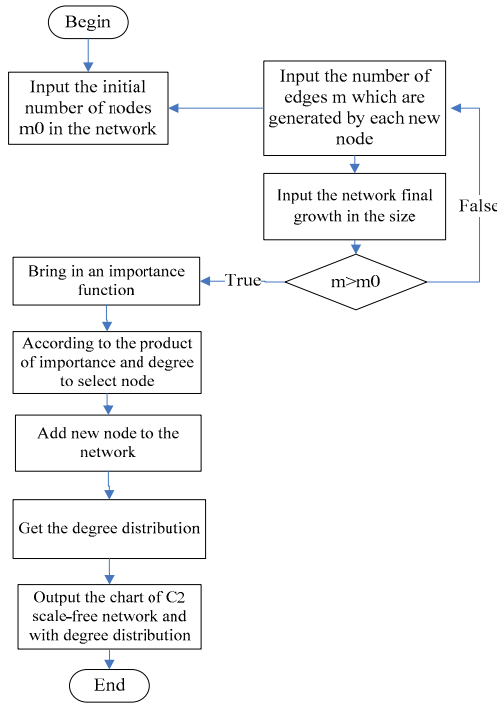 Begin
Input the initial
number of nodes
m0 in the network
Input the number of
edges m which are
generated by each new
node
Input the network final
growth in the size
False
m>m0
True
Bring in an importance
function
According to the product
of importance and degree
to select node
Add new node to the
network
Get the degree distribution
Output the chart of C2
scale-free network and
with degree distribution
End